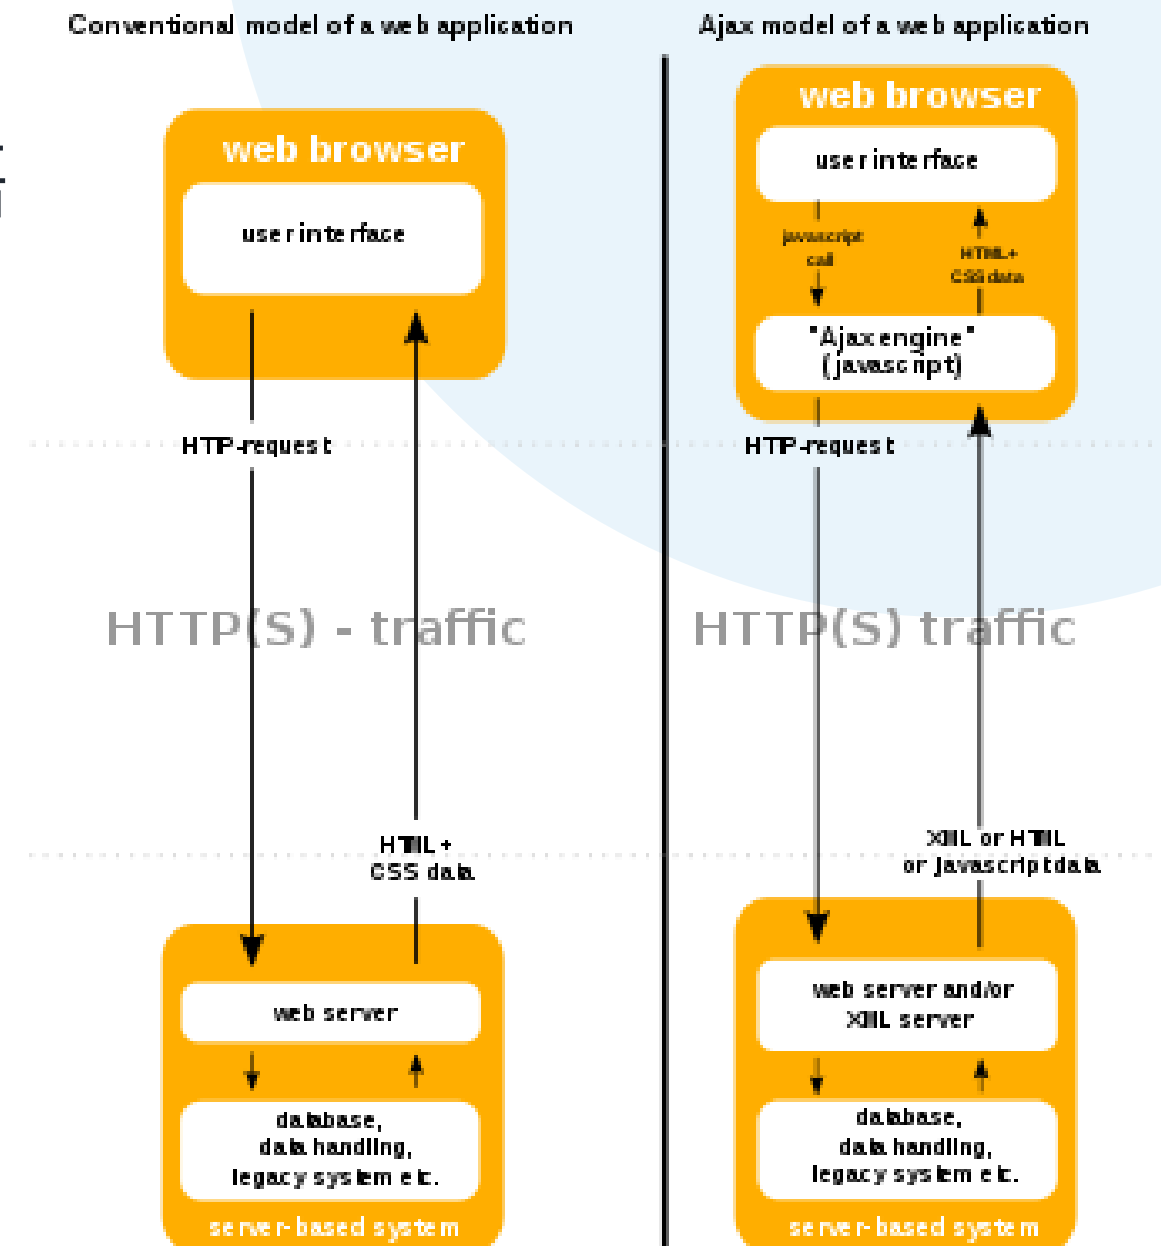 Conventional model of a web application
web browser
user interface
HTTP-request
HTTP(S) - traffic
HTML +
CSS data
web server
database,
data handling,
legacy system etc.
server-based system
Ajax model of a web application
web browser
user interface
javascript
call
HTML+
CSS data
"Ajax engine"
(javascript)
HTTP-request
HTTP(S) traffic
XML or HTML
or Javascript data
web server and/or
XML server
database,
data handling,
legacy system etc.
server-based system